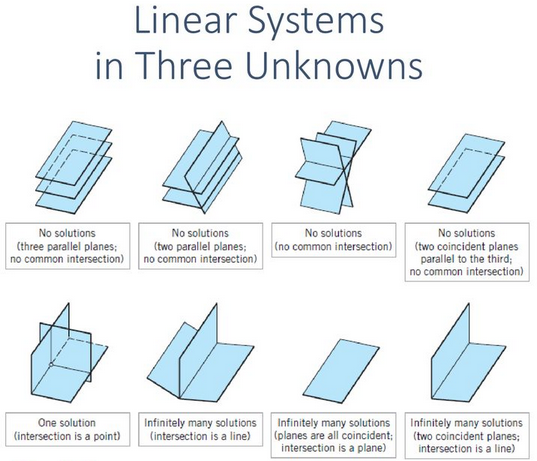 Linear Systems
in Three Unknowns
No solutions
(three parallel planes;
no common intersection)
No solutions
(two parallel planes;
no common intersection)
No solutions
(no common intersection)
No solutions
(two coincident planes
parallel to the third;
no common intersection)
One solution
(intersection is a point)
Infinitely many solutions
(intersection is a line)
Infinitely many solutions
(planes are all coincident;
intersection is a plane)
Infinitely many solutions
(two coincident planes;
intersection is a line)